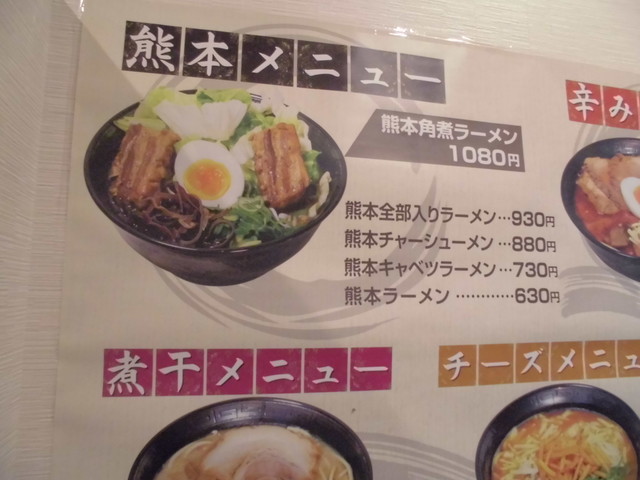 熊本メニュー
辛み
熊本角煮ラーメン
1080円
熊本全部入りラーメン…930円
熊本チャーシューメン…880円
熊本キャベツラーメン…730円
熊本ラーメン…………630円
煮干メニュー
チーズメニュ